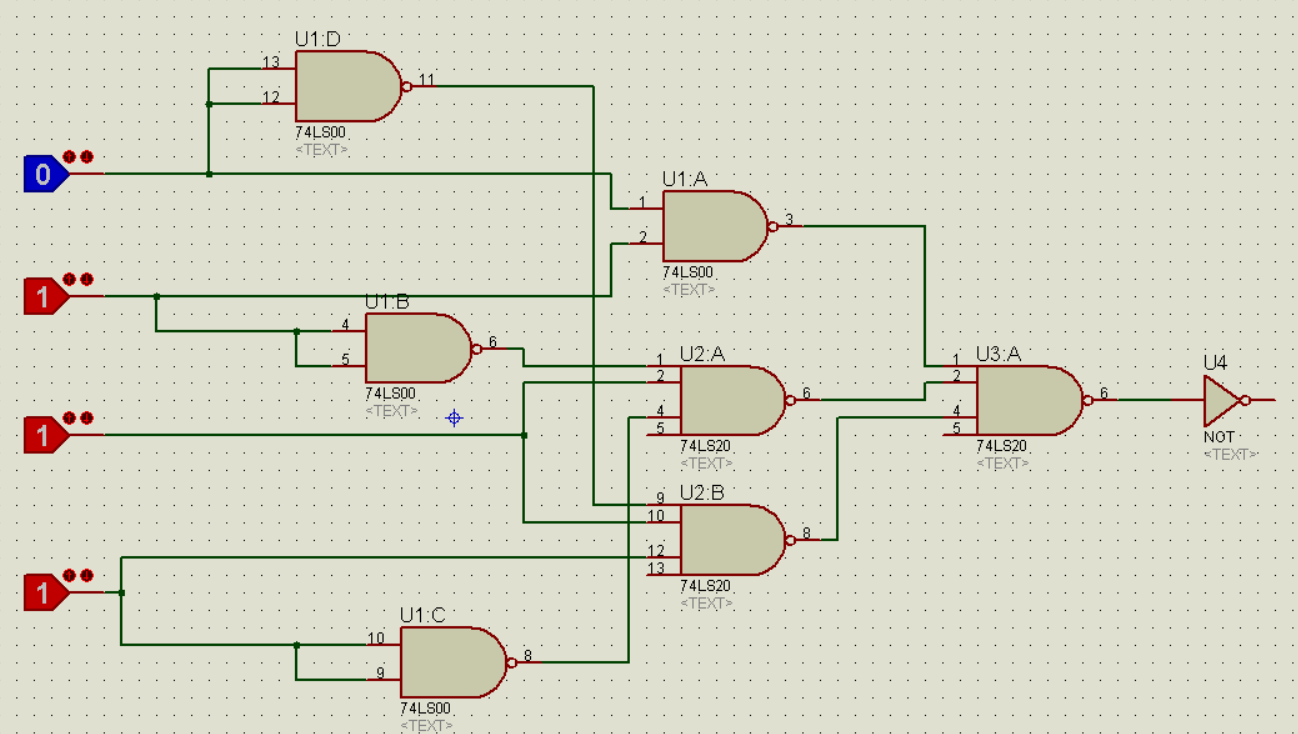 U1:D
13
11
12
74LS00
<TEXT>
0
U1:A
1
3
2
74LS00
<TEXT>
1
U1:B
4
6
5
74LS00
<TEXT>
U2:A
1
2
6
4
5
74LS20
<TEXT>
U3:A
1
2
6
4
5
74LS20
<TEXT>
U4
NOT
<TEXT>
1
U2:B
9
10
8
12
13
74LS20
<TEXT>
1
U1:C
10
8
9
74LS00
<TEXT>